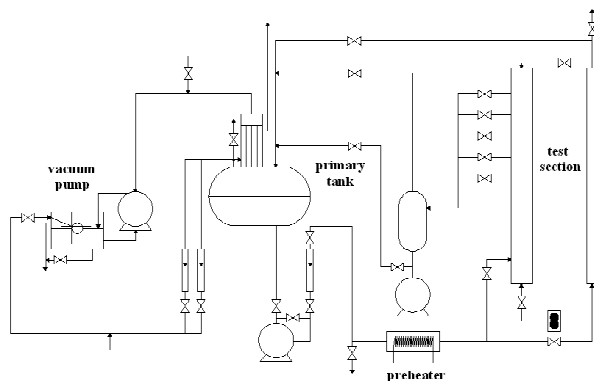 vacuum
pump
primary
tank
test
section
preheater